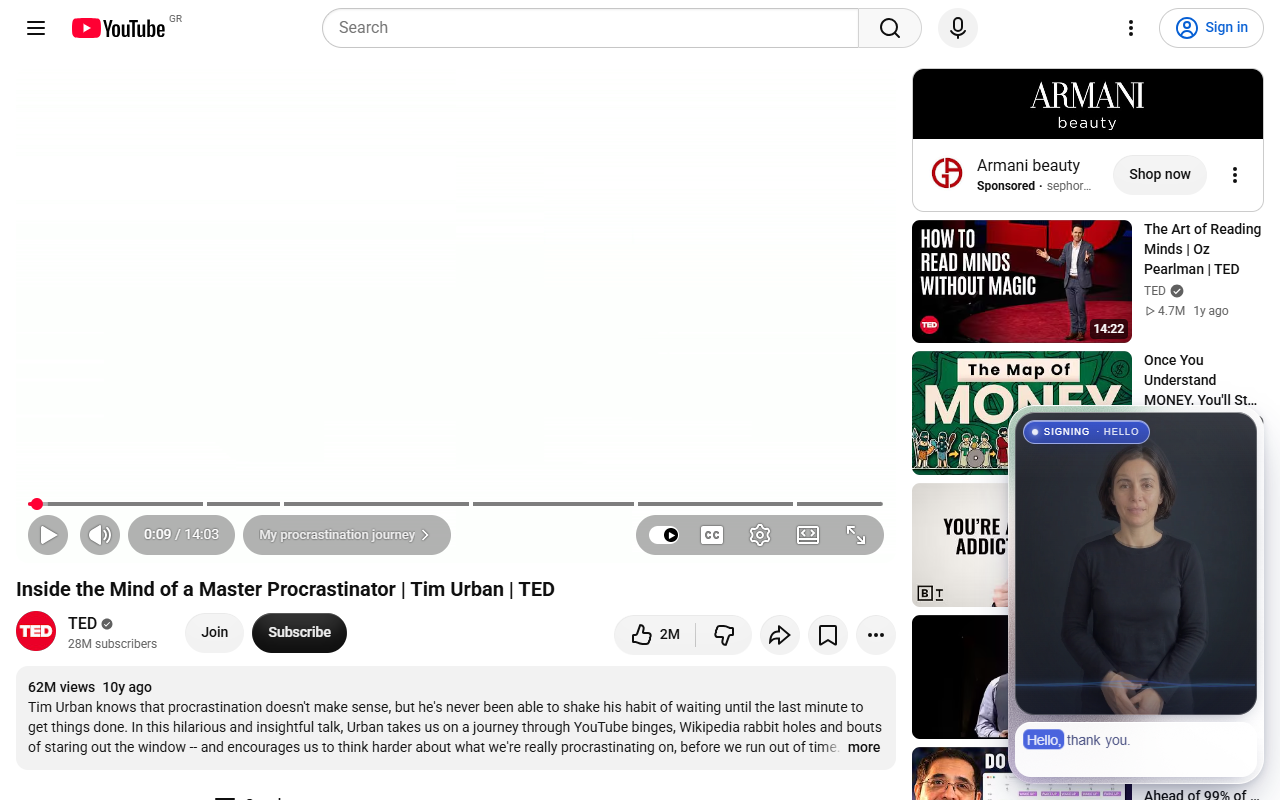 YouTube
GR
Search
Sign in
ARMANI
beauty
Armani beauty
Sponsored · sephor...
Shop now
HOW TO
READ MINDS
WITHOUT MAGIC
TED
14:22
The Art of Reading
Minds | Oz
Pearlman | TED
TED
4.7M 1y ago
The Map Of
MONEY
Once You
Understand
MONEY. You'll St...
SIGNING · HELLO
YOU'RE
ADDIC
B T
DO
Hello, thank you.
Ahead of 99% of ...
0:09 / 14:03
My procrastination journey
CC
Inside the Mind of a Master Procrastinator | Tim Urban | TED
TED
TED
28M subscribers
Join
Subscribe
2M
62M views 10y ago
Tim Urban knows that procrastination doesn't make sense, but he's never been able to shake his habit of waiting until the last minute to
get things done. In this hilarious and insightful talk, Urban takes us on a journey through YouTube binges, Wikipedia rabbit holes and bouts
of staring out the window -- and encourages us to think harder about what we're really procrastinating on, before we run out of time. more